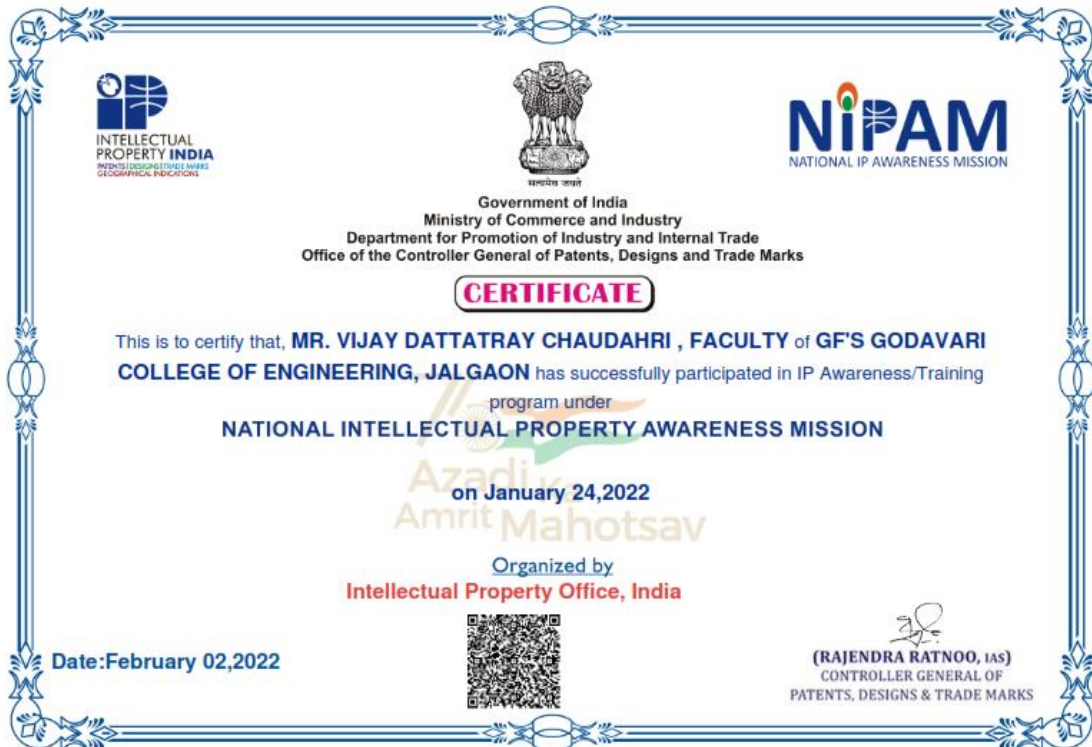 INTELLECTUAL
PROPERTY INDIA
PATENTS | DESIGNS | TRADE MARKS
GEOGRAPHICAL INDICATIONS
सत्यमेव जयते
NiPAM
NATIONAL IP AWARENESS MISSION
Government of India
Ministry of Commerce and Industry
Department for Promotion of Industry and Internal Trade
Office of the Controller General of Patents, Designs and Trade Marks
CERTIFICATE
This is to certify that, MR. VIJAY DATTATRAY CHAUDAHRI , FACULTY of GF'S GODAVARI
COLLEGE OF ENGINEERING, JALGAON has successfully participated in IP Awareness/Training
program under
NATIONAL INTELLECTUAL PROPERTY AWARENESS MISSION
Azadi Ka
on January 24,2022
Amrit Mahotsav
Organized by
Intellectual Property Office, India
Date:February 02,2022
(RAJENDRA RATNOO, IAS)
CONTROLLER GENERAL OF
PATENTS, DESIGNS & TRADE MARKS